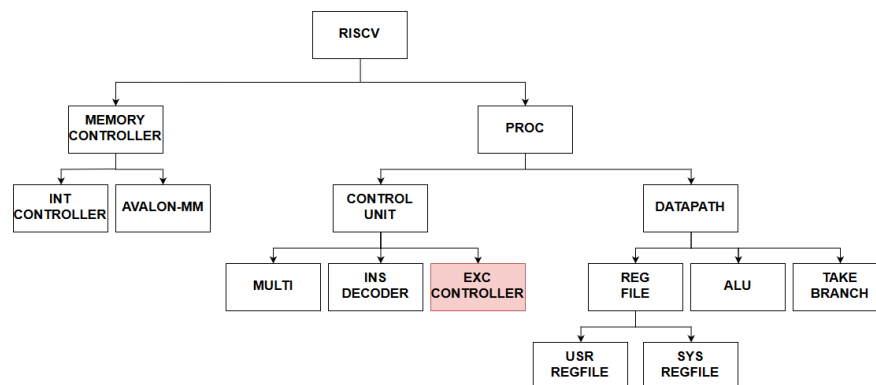 RISCV
MEMORY
CONTROLLER
PROC
INT
CONTROLLER
AVALON-MM
CONTROL
UNIT
DATAPATH
MULTI
INS
DECODER
EXC
CONTROLLER
REG
FILE
ALU
TAKE
BRANCH
USR
REGFILE
SYS
REGFILE